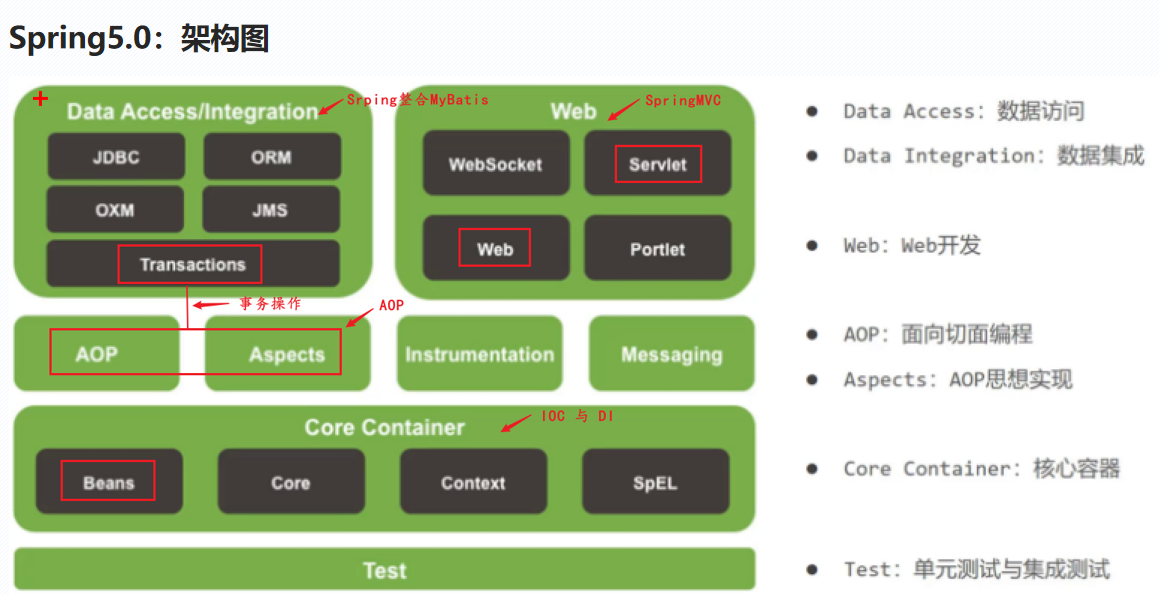 Spring5.0：架构图
Data Access/Integration
Srping整合MyBatis
JDBC
ORM
OXM
JMS
Transactions
Web
SpringMVC
WebSocket
Servlet
Web
Portlet
事务操作
AOP
AOP
Aspects
Instrumentation
Messaging
Core Container
IOC 与 DI
Beans
Core
Context
SpEL
Test
● Data Access：数据访问
● Data Integration：数据集成
● Web：Web开发
● AOP：面向切面编程
● Aspects：AOP思想实现
● Core Container：核心容器
● Test：单元测试与集成测试